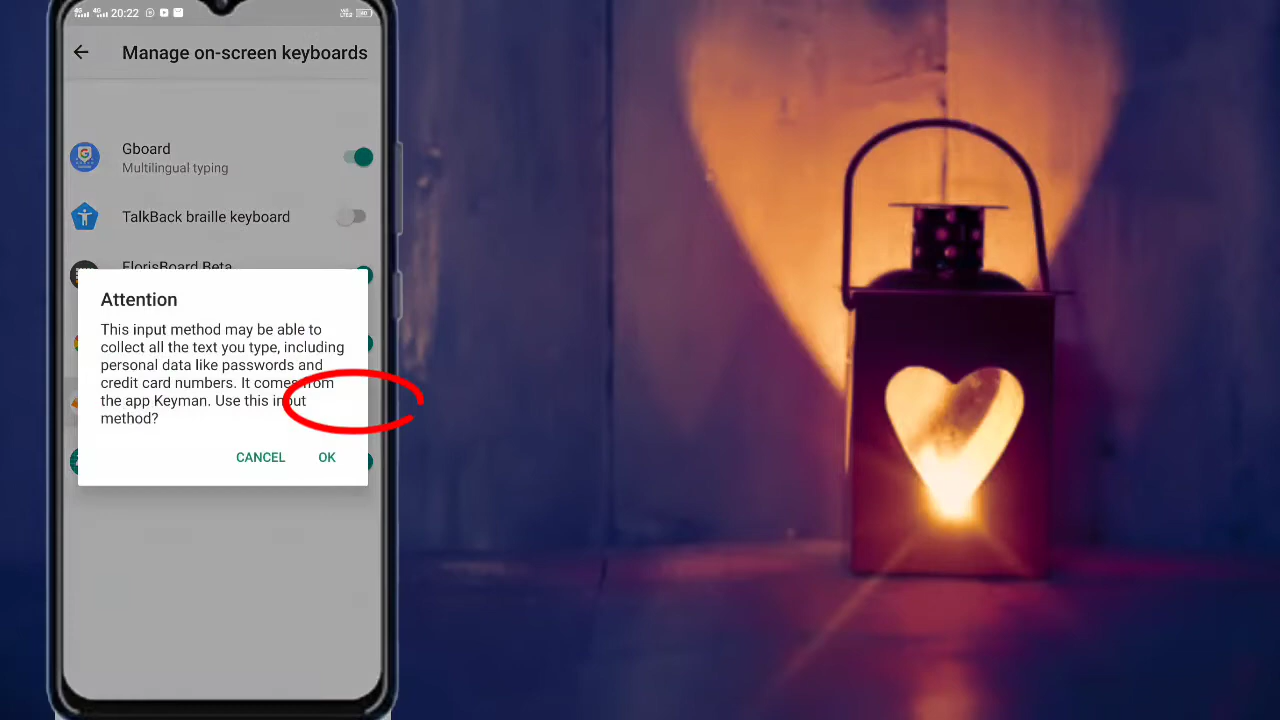 20:22
Manage on-screen keyboards
Gboard
Multilingual typing
TalkBack braille keyboard
FlorisBoard Beta
Attention
This input method may be able to
collect all the text you type, including
personal data like passwords and
credit card numbers. It comes from
the app Keyman. Use this input
method?
CANCEL OK